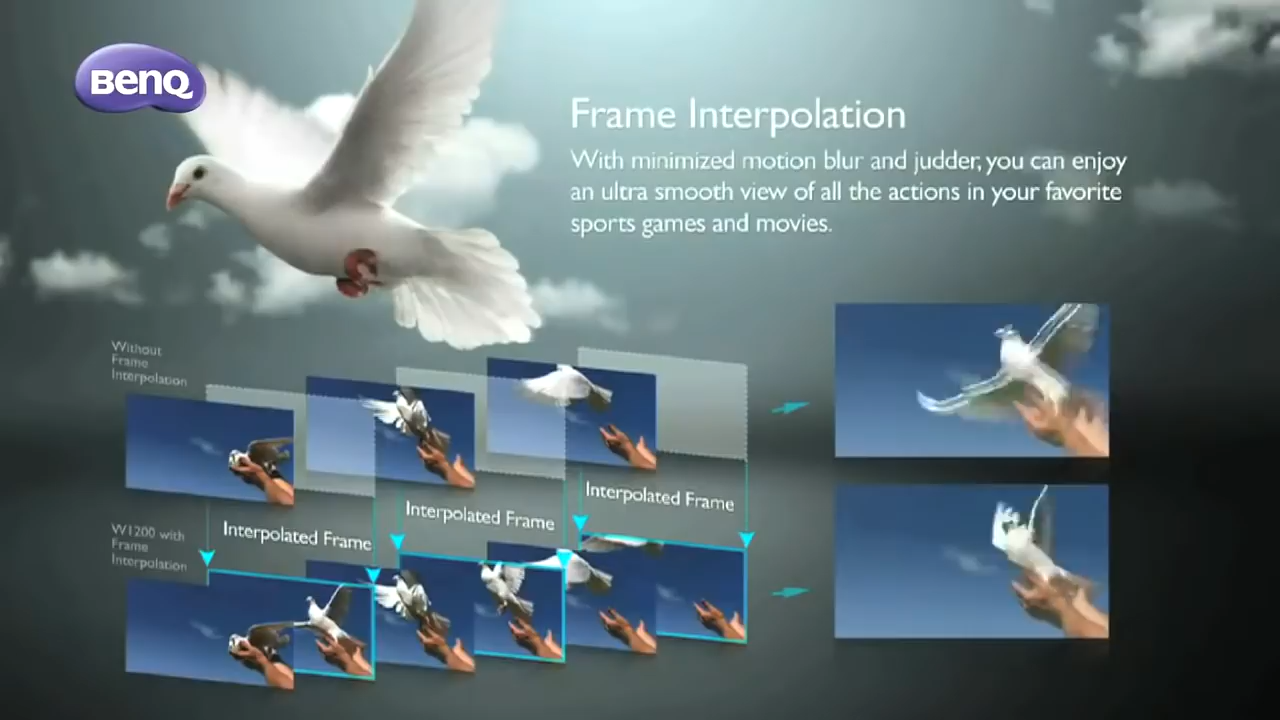 BenQ
Frame Interpolation
With minimized motion blur and judder, you can enjoy
an ultra smooth view of all the actions in your favorite
sports games and movies.
Without
Frame
Interpolation
Interpolated Frame
Interpolated Frame
Interpolated Frame
W1200 with
Frame
Interpolation